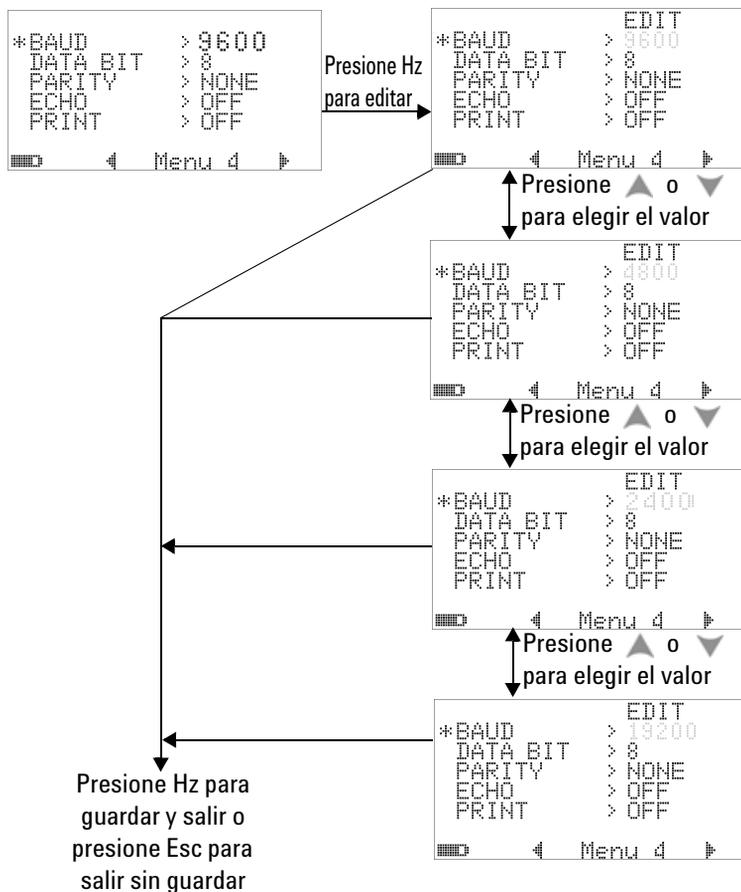 *BAUD > 9600
DATA BIT > 8
PARITY > NONE
ECHO > OFF
PRINT > OFF
Menu 4
Presione Hz
para editar
EDIT
*BAUD > 9600
DATA BIT > 8
PARITY > NONE
ECHO > OFF
PRINT > OFF
Menu 4
Presione ▲ o ▼
para elegir el valor
EDIT
*BAUD > 4800
DATA BIT > 8
PARITY > NONE
ECHO > OFF
PRINT > OFF
Menu 4
Presione ▲ o ▼
para elegir el valor
EDIT
*BAUD > 2400
DATA BIT > 8
PARITY > NONE
ECHO > OFF
PRINT > OFF
Menu 4
Presione ▲ o ▼
para elegir el valor
EDIT
*BAUD > 19200
DATA BIT > 8
PARITY > NONE
ECHO > OFF
PRINT > OFF
Menu 4
Presione Hz para
guardar y salir o
presione Esc para
salir sin guardar